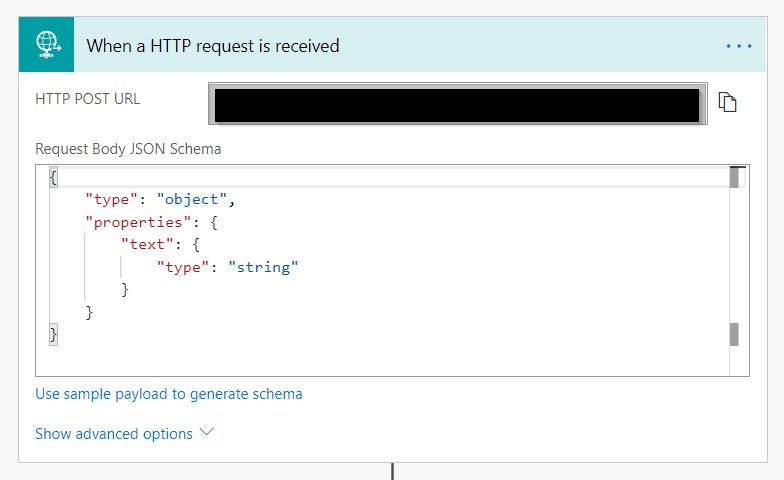 When a HTTP request is received
HTTP POST URL
Request Body JSON Schema
{
    "type": "object",
    "properties": {
        "text": {
            "type": "string"
        }
    }
}
Use sample payload to generate schema
Show advanced options